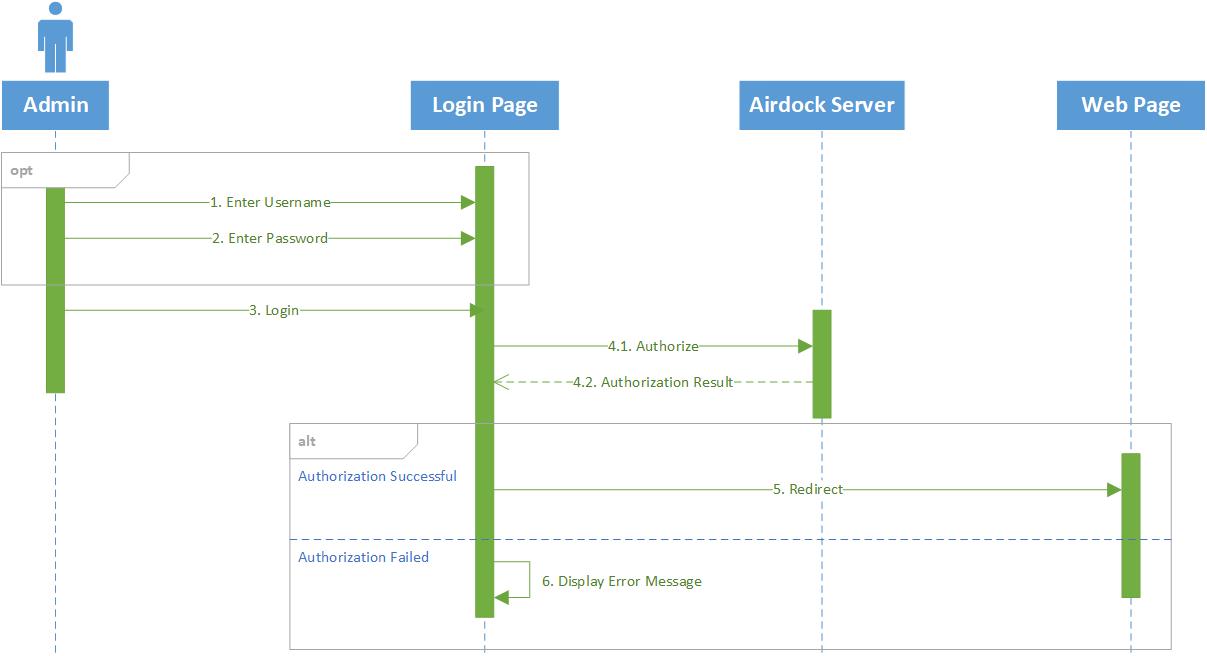 Admin
Login Page
Airdock Server
Web Page
opt
1. Enter Username
2. Enter Password
3. Login
4.1. Authorize
4.2. Authorization Result
alt
Authorization Successful
5. Redirect
Authorization Failed
6. Display Error Message